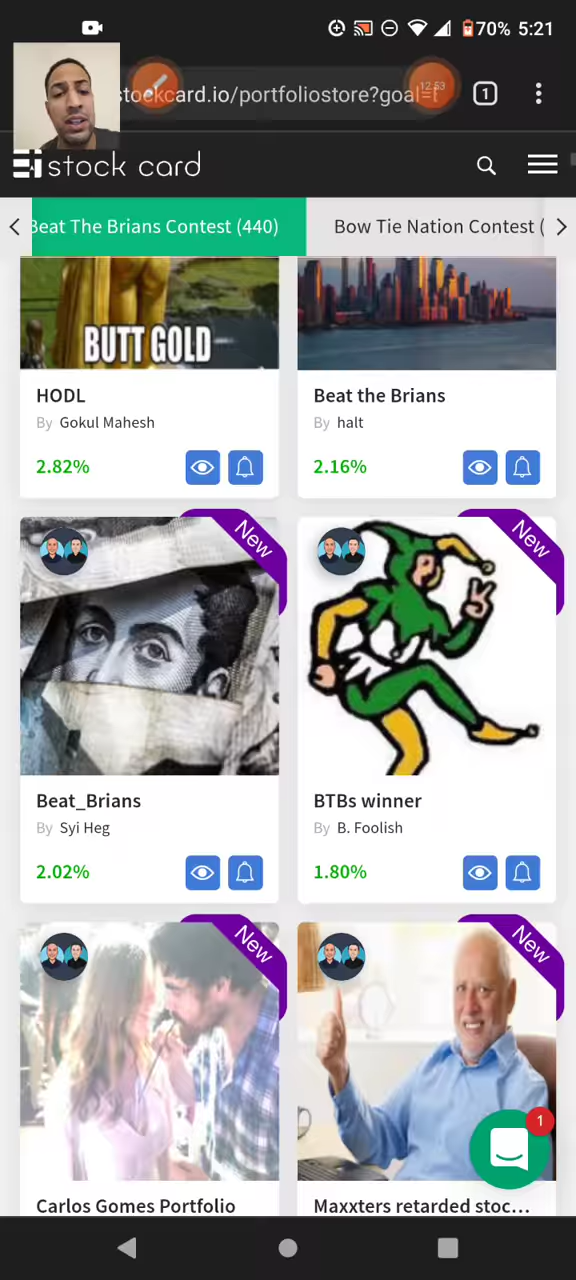 70% 5:21
stockcard.io/portfoliostore?goal=t
12:53
1
stock card
Beat The Brians Contest (440)
Bow Tie Nation Contest (
BUTT GOLD
HODL
By Gokul Mahesh
2.82%
Beat the Brians
By halt
2.16%
New
New
Beat_Brians
By Syi Heg
2.02%
BTBs winner
By B. Foolish
1.80%
New
New
1
Carlos Gomes Portfolio
Maxxters retarded stoc...